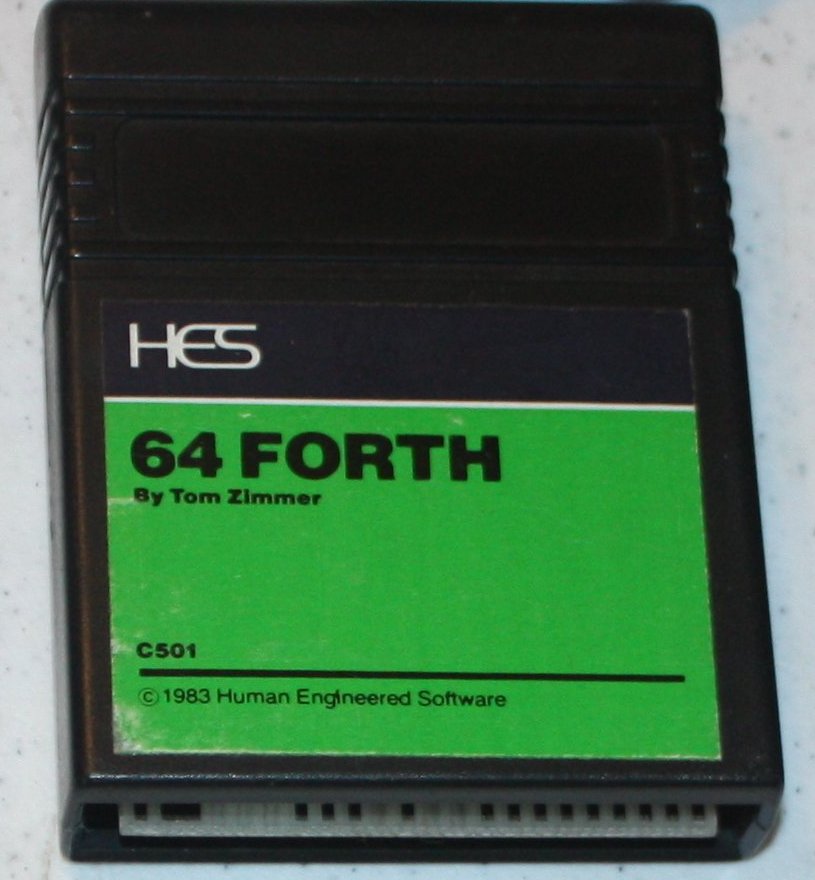 HES
64 FORTH
By Tom Zimmer
C501
© 1983 Human Engineered Software